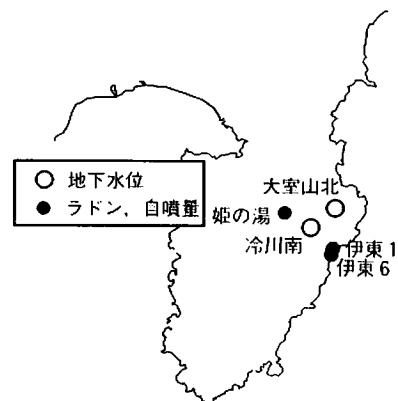 地下水位
ラドン，自噴量
大室山北
姫の湯
冷川南
伊東1
伊東6